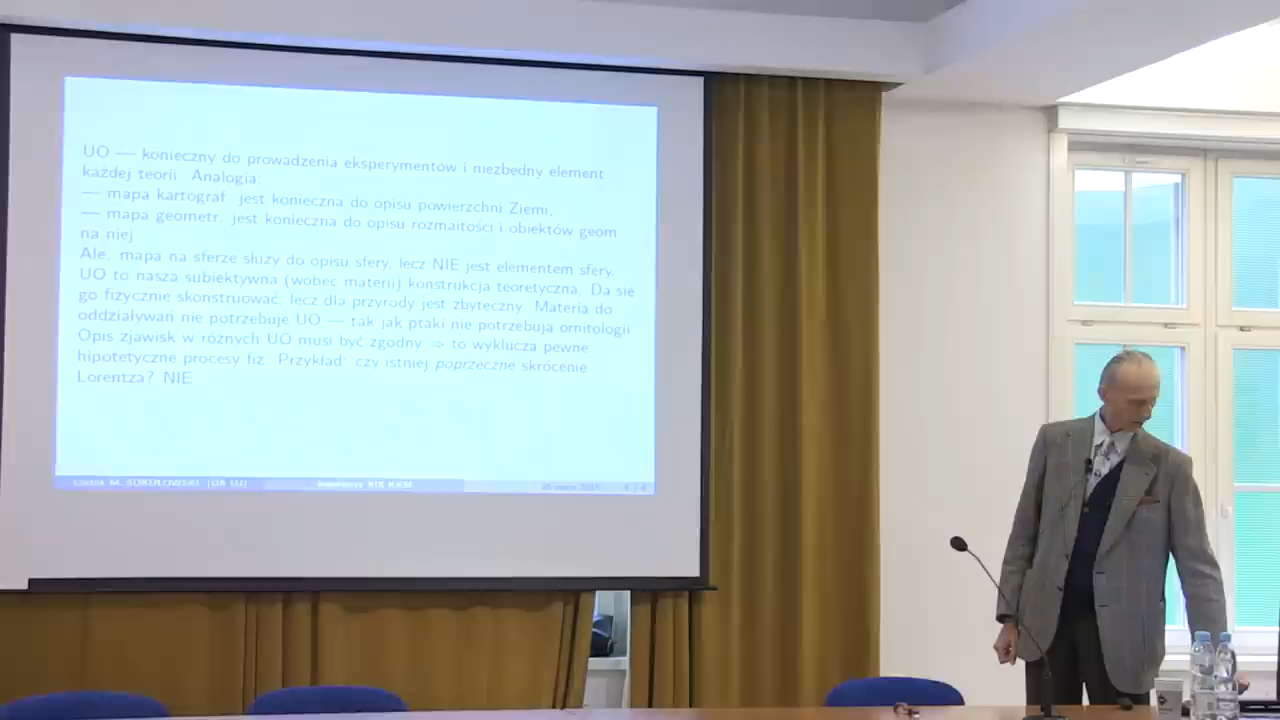 UO — konieczny do prowadzenia eksperymentów i niezbędny element
każdej teorii. Analogia:
— mapa kartograf. jest konieczna do opisu powierzchni Ziemi,
— mapa geometr. jest konieczna do opisu rozmaitości i obiektów geom
na niej.
Ale: mapa na sferze służy do opisu sfery, lecz NIE jest elementem sfery.
UO to nasza subiektywna (wobec materii) konstrukcja teoretyczna. Da się
go fizycznie skonstruować, lecz dla przyrody jest zbyteczny. Materia do
oddziaływań nie potrzebuje UO — tak jak ptaki nie potrzebują ornitologii.
Opis zjawisk w różnych UO musi być zgodny ⇒ to wyklucza pewne
hipotetyczne procesy fiz. Przykład: czy istniej poprzeczne skrócenie
Lorentza? NIE.
M. SOKOŁOWSKI (OA UJ)